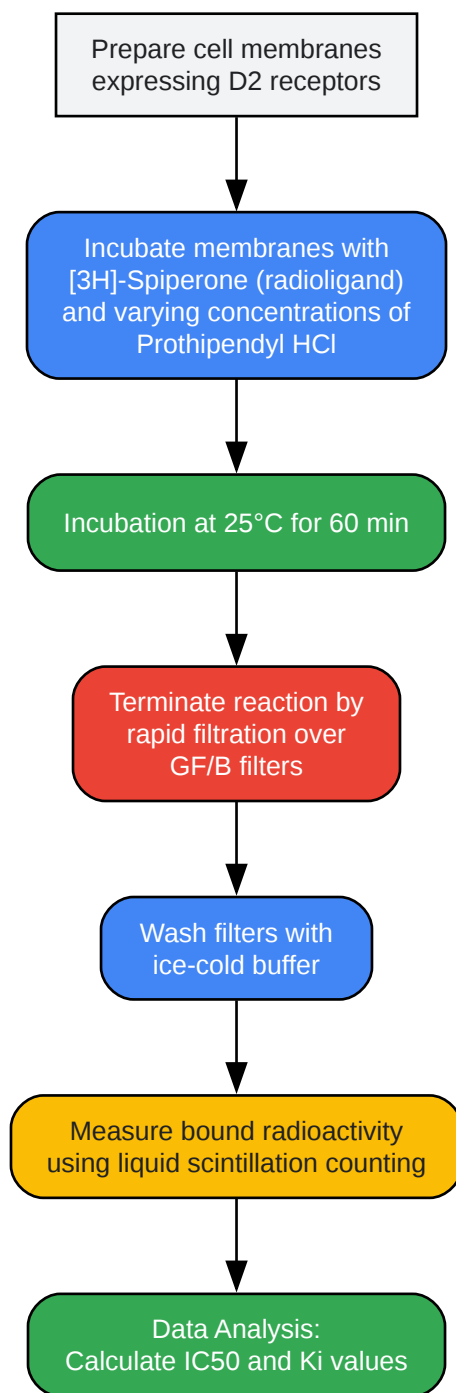 Prepare cell membranes
expressing D2 receptors
Incubate membranes with
[3H]-Spiperone (radioligand)
and varying concentrations of
Prothipendyl HCl
Incubation at 25°C for 60 min
Terminate reaction by
rapid filtration over
GF/B filters
Wash filters with
ice-cold buffer
Measure bound radioactivity
using liquid scintillation counting
Data Analysis:
Calculate IC50 and Ki values